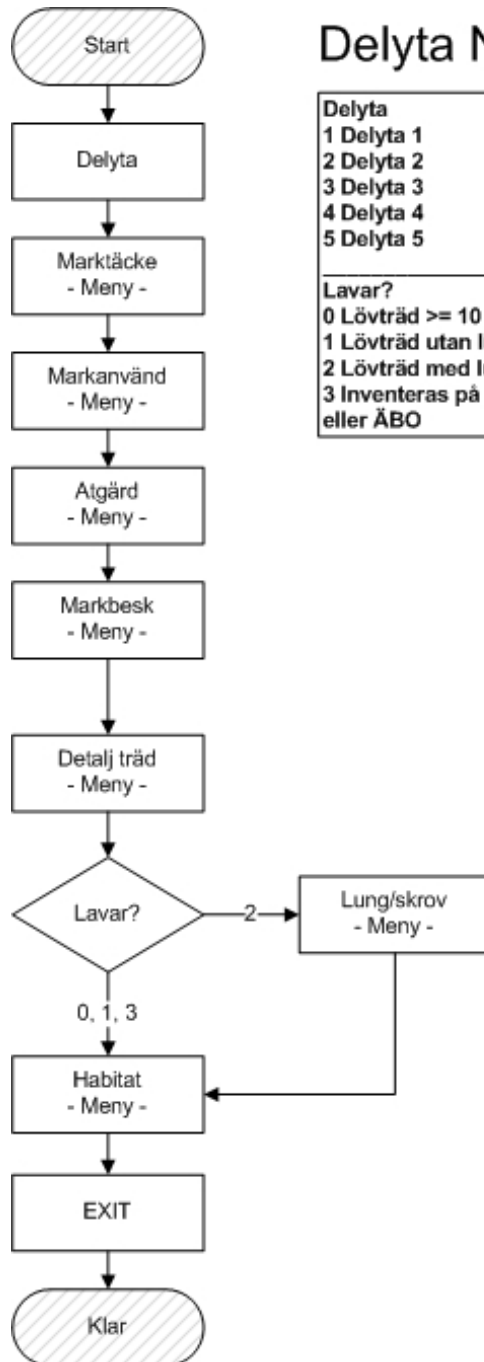 Start
Delyta
Marktäcke
- Meny -
Markanvänd
- Meny -
Atgärd
- Meny -
Markbesk
- Meny -
Detalj träd
- Meny -
Lavar?
2
Lung/skrov
- Meny -
0, 1, 3
Habitat
- Meny -
EXIT
Klar
Delyta
Delyta
1 Delyta 1
2 Delyta 2
3 Delyta 3
4 Delyta 4
5 Delyta 5
Lavar?
0 Lövträd >= 10
1 Lövträd utan
2 Lövträd med
3 Inventeras på
eller ÄBO